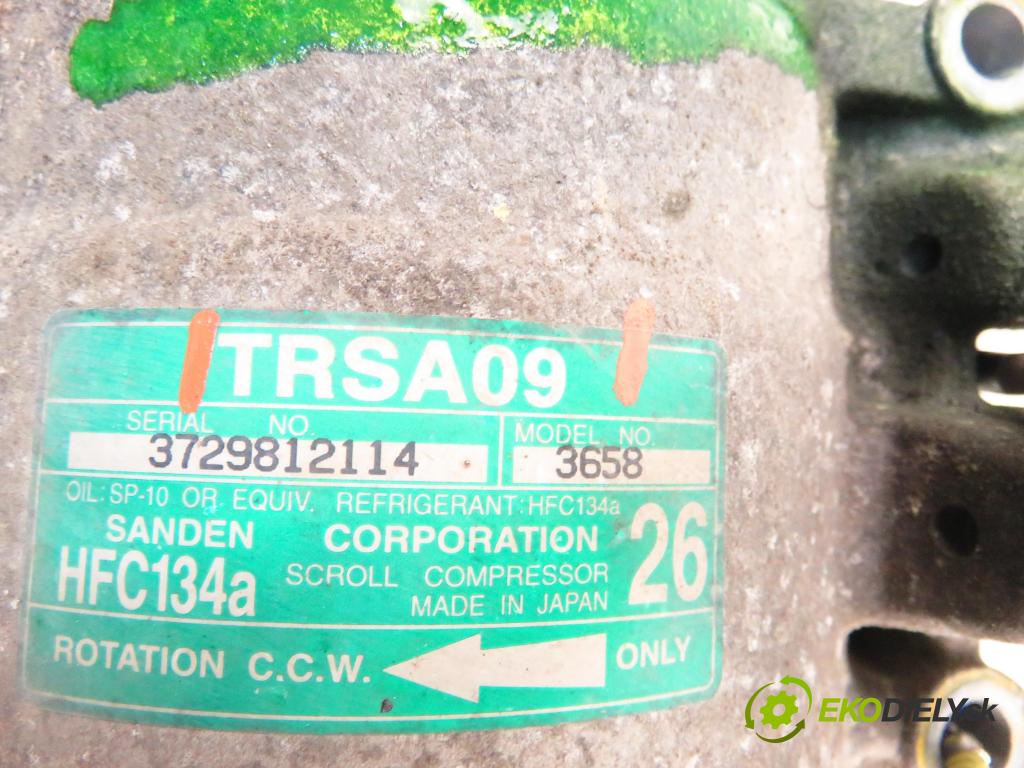 TRSA09
SERIAL NO. MODEL NO.
3729812114 3658
OIL: SP-10 OR EQUIV. REFRIGERANT: HFC134a
SANDEN CORPORATION 26
HFC134a SCROLL COMPRESSOR
MADE IN JAPAN
ROTATION C.C.W. ONLY
EKODIELY.sk